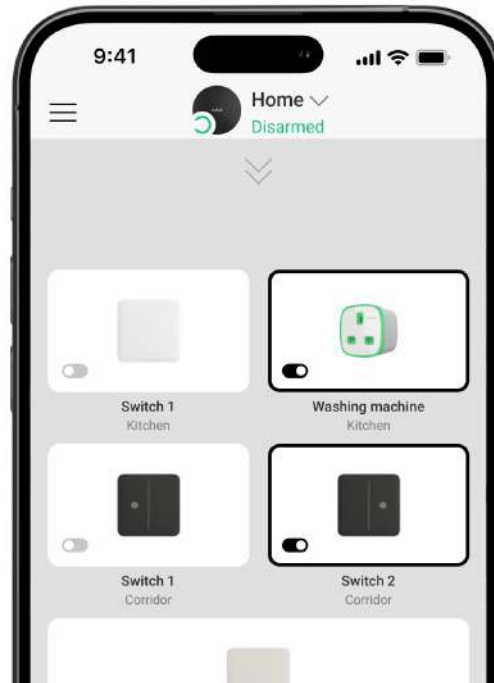 9:41
Home
Disarmed
Switch 1
Kitchen
Washing machine
Kitchen
Switch 1
Corridor
Switch 2
Corridor